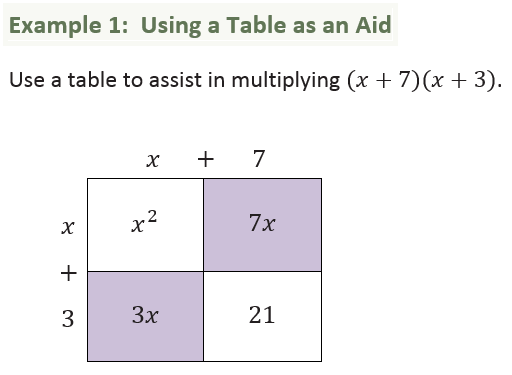 Example 1:  Using a Table as an Aid
Use a table to assist in multiplying (x + 7)(x + 3).
x + 7
x x² 7x
+
3 3x 21